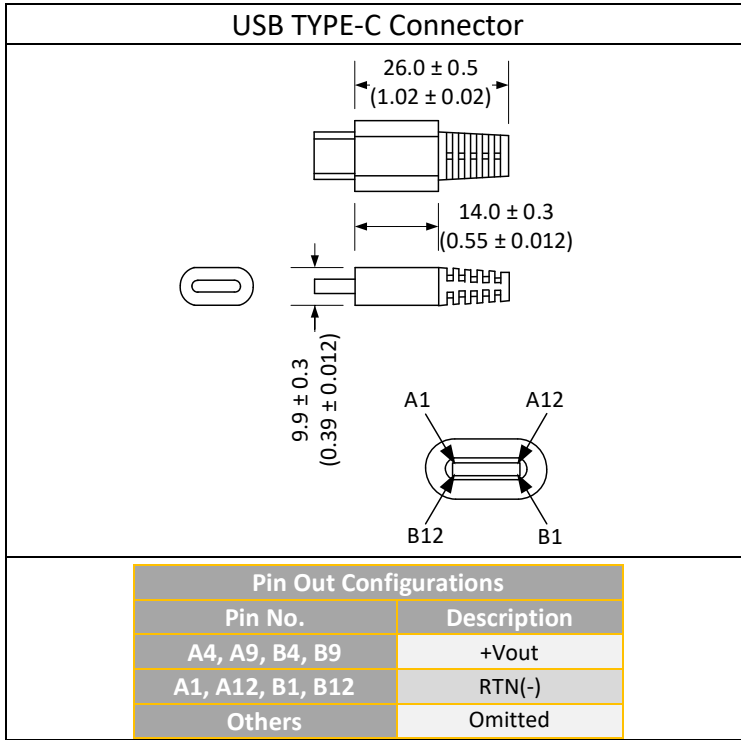 USB TYPE-C Connector
26.0 ± 0.5
(1.02 ± 0.02)
14.0 ± 0.3
(0.55 ± 0.012)
9.9 ± 0.3
(0.39 ± 0.012)
A1 A12
B12 B1
Pin Out Configurations
Pin No. Description
A4, A9, B4, B9 +Vout
A1, A12, B1, B12 RTN(-)
Others Omitted